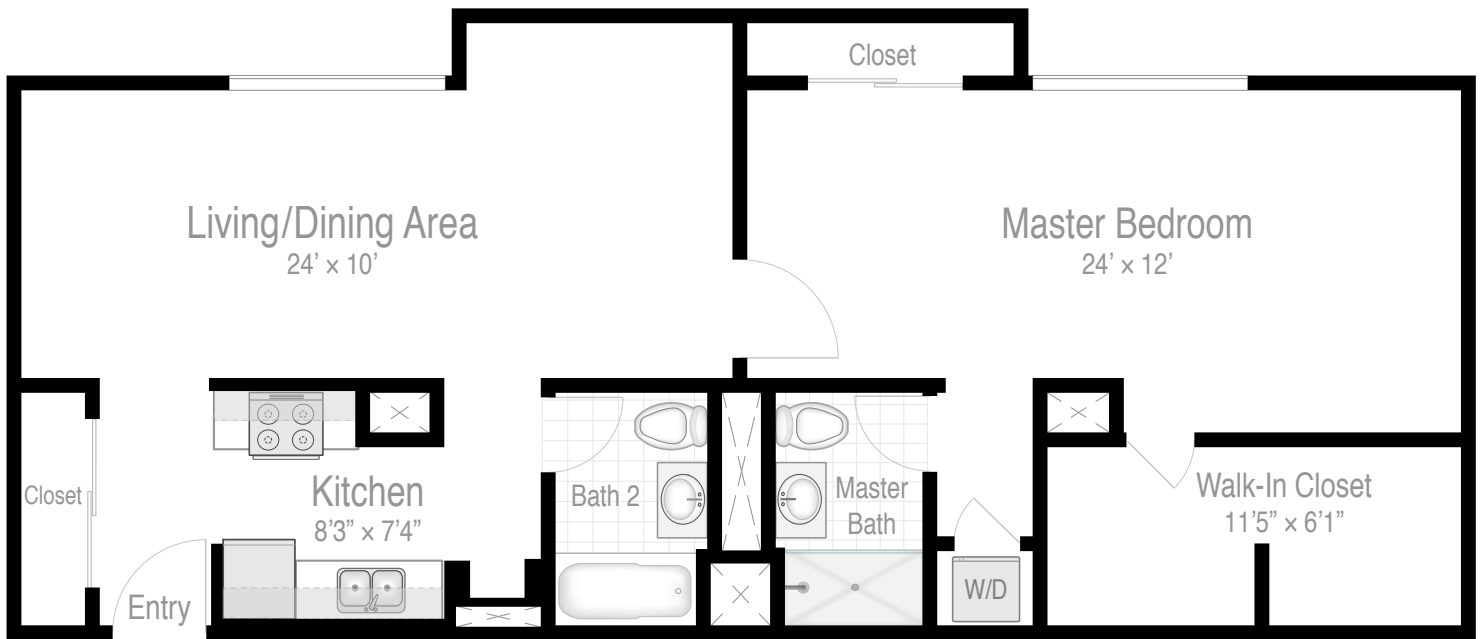 Closet
Living/Dining Area
24’ × 10’
Master Bedroom
24’ × 12’
Closet
Kitchen
8’3” × 7’4”
Bath 2
Master
Bath
Walk-In Closet
11’5” × 6’1”
W/D
Entry